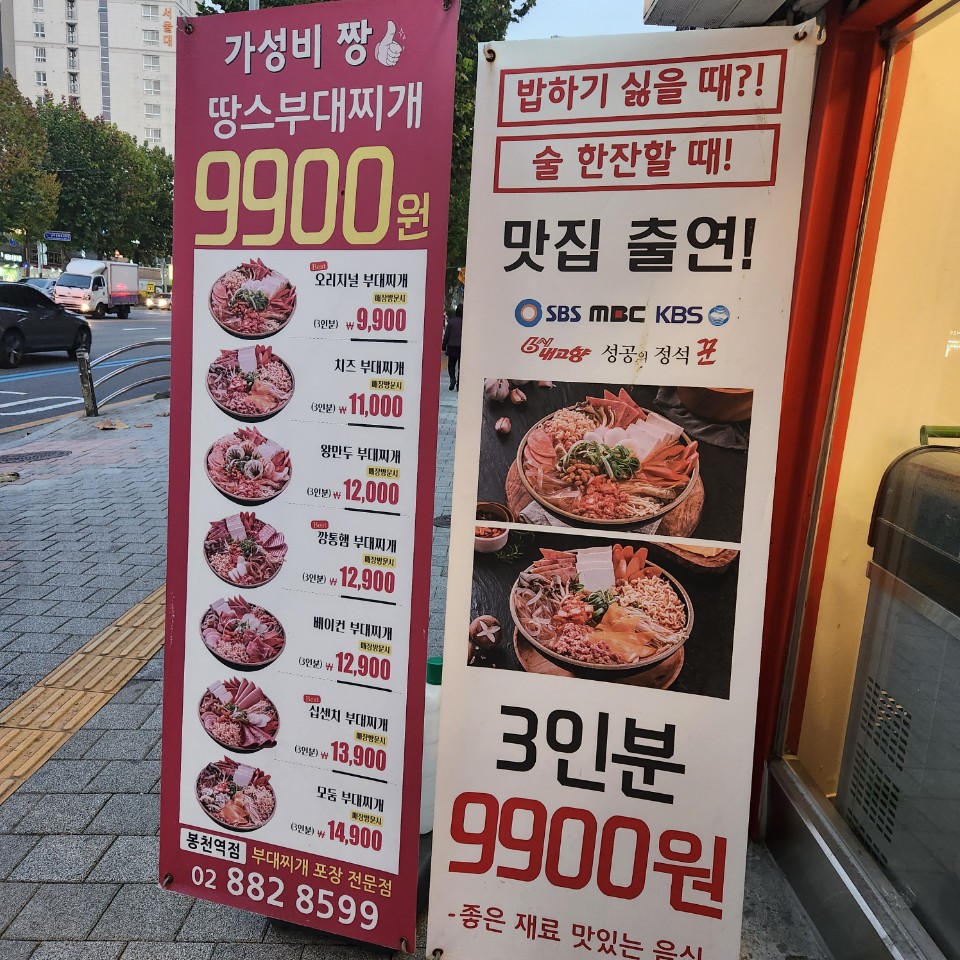 서울대
가성비 짱
땅스부대찌개
9900원
Best
오리지널 부대찌개
매장방문시
(3인분) ₩ 9,900
치즈 부대찌개
매장방문시
(3인분) ₩ 11,000
왕만두 부대찌개
매장방문시
(3인분) ₩ 12,000
Best
깡통햄 부대찌개
매장방문시
(3인분) ₩ 12,900
베이컨 부대찌개
매장방문시
(3인분) ₩ 12,900
Best
십센치 부대찌개
매장방문시
(3인분) ₩ 13,900
모둠 부대찌개
매장방문시
(3인분) ₩ 14,900
봉천역점 부대찌개 포장 전문점
02 882 8599
밥하기 싫을 때?!
술 한잔할 때!
맛집 출연!
SBS MBC KBS
6시 내고향 성공의 정석 꾼
3인분
9900원
- 좋은 재료 맛있는 음식